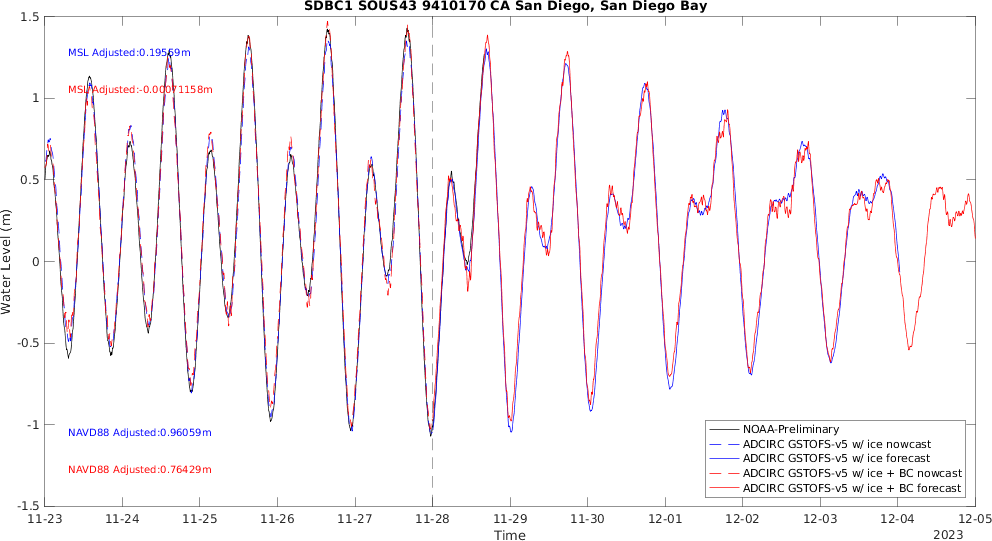 SDBC1 SOUS43 9410170 CA San Diego, San Diego Bay
1.5
1
0.5
0
-0.5
-1
-1.5
Water Level (m)
MSL Adjusted:0.19559m
MSL Adjusted:-0.00071158m
NAVD88 Adjusted:0.96059m
NAVD88 Adjusted:0.76429m
NOAA-Preliminary
ADCIRC GSTOFS-v5 w/ ice nowcast
ADCIRC GSTOFS-v5 w/ ice forecast
ADCIRC GSTOFS-v5 w/ ice + BC nowcast
ADCIRC GSTOFS-v5 w/ ice + BC forecast
11-23 11-24 11-25 11-26 11-27 11-28 11-29 11-30 12-01 12-02 12-03 12-04 12-05
Time
2023